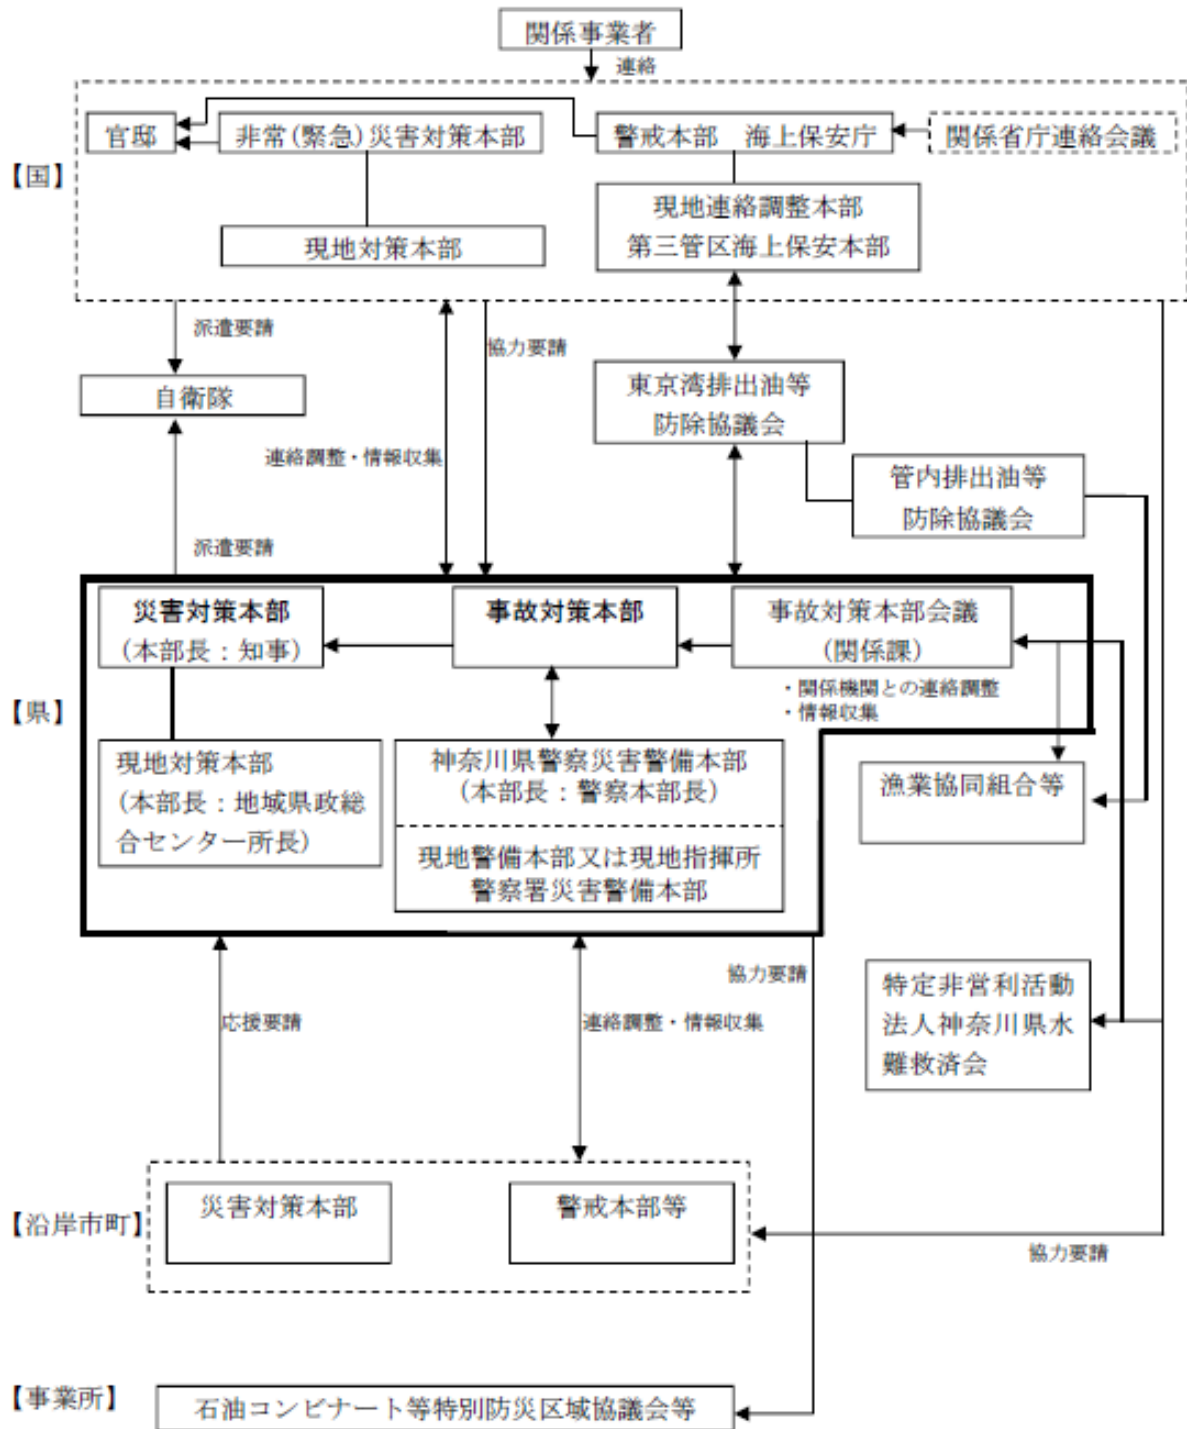 関係事業者
連絡
官邸
非常(緊急)災害対策本部
警戒本部　海上保安庁
関係省庁連絡会議
【国】
現地対策本部
現地連絡調整本部
第三管区海上保安本部
派遣要請
協力要請
自衛隊
東京湾排出油等
防除協議会
連絡調整・情報収集
管内排出油等
防除協議会
派遣要請
災害対策本部
(本部長：知事)
事故対策本部
事故対策本部会議
(関係課)
・関係機関との連絡調整
・情報収集
【県】
現地対策本部
(本部長：地域県政総
合センター所長)
神奈川県警察災害警備本部
(本部長：警察本部長)
現地警備本部又は現地指揮所
警察署災害警備本部
漁業協同組合等
協力要請
応援要請
連絡調整・情報収集
特定非営利活動
法人神奈川県水
難救済会
【沿岸市町】
災害対策本部
警戒本部等
協力要請
【事業所】
石油コンビナート等特別防災区域協議会等